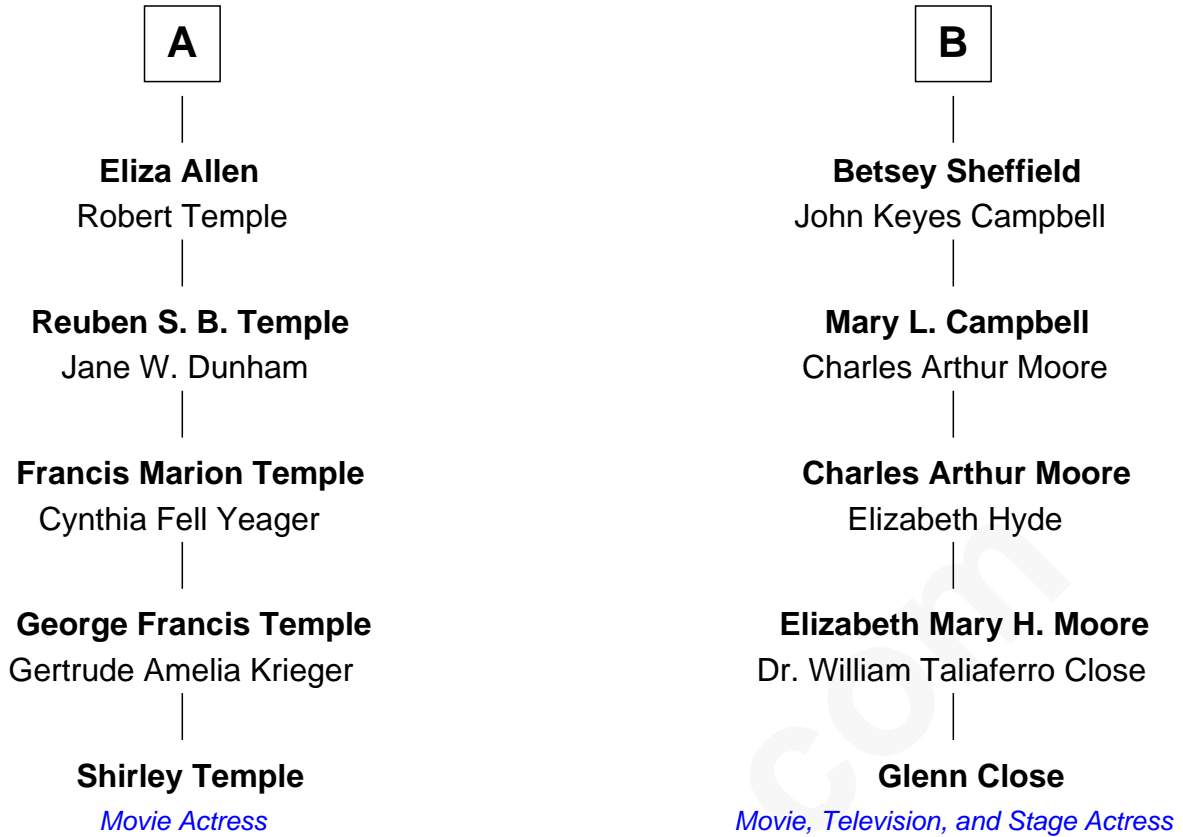 A
Eliza Allen
Robert Temple
Reuben S. B. Temple
Jane W. Dunham
Francis Marion Temple
Cynthia Fell Yeager
George Francis Temple
Gertrude Amelia Krieger
Shirley Temple
Movie Actress
B
Betsey Sheffield
John Keyes Campbell
Mary L. Campbell
Charles Arthur Moore
Charles Arthur Moore
Elizabeth Hyde
Elizabeth Mary H. Moore
Dr. William Taliaferro Close
Glenn Close
Movie, Television, and Stage Actress
com